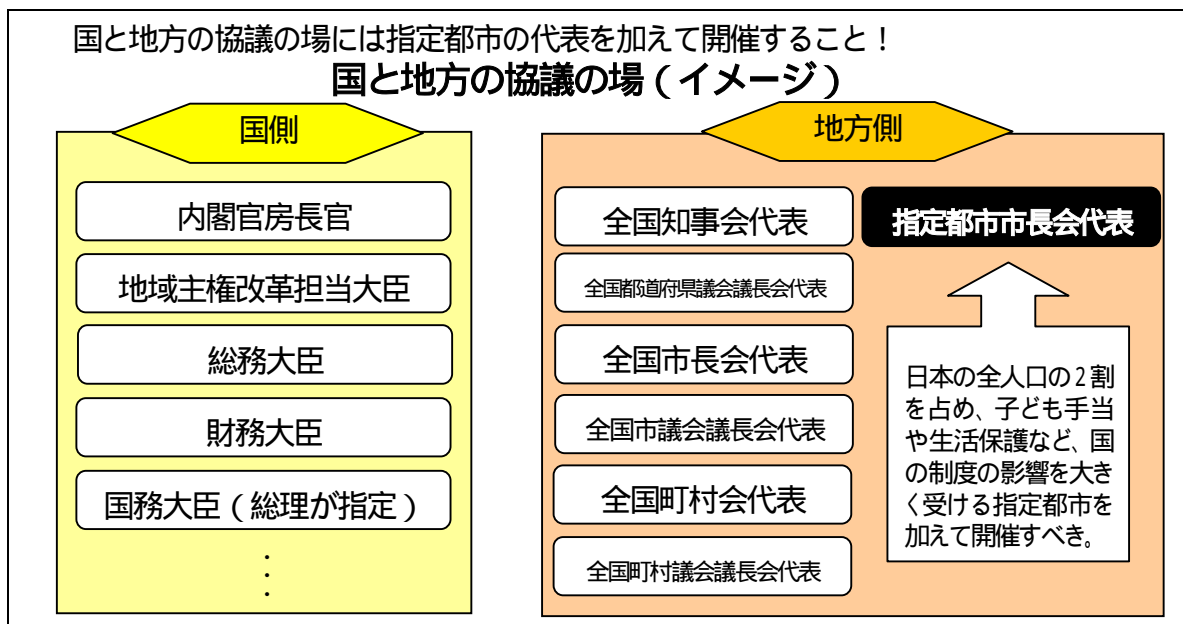 国と地方の協議の場には指定都市の代表を加えて開催すること！
国と地方の協議の場（イメージ）
国側
内閣官房長官
地域主権改革担当大臣
総務大臣
財務大臣
国務大臣（総理が指定）
・
・
・
地方側
全国知事会代表
全国都道府県議会議長会代表
全国市長会代表
全国市議会議長会代表
全国町村会代表
全国町村議会議長会代表
指定都市市長会代表
日本の全人口の２割
を占め、子ども手当
や生活保護など、国
の制度の影響を大き
く受ける指定都市を
加えて開催すべき。